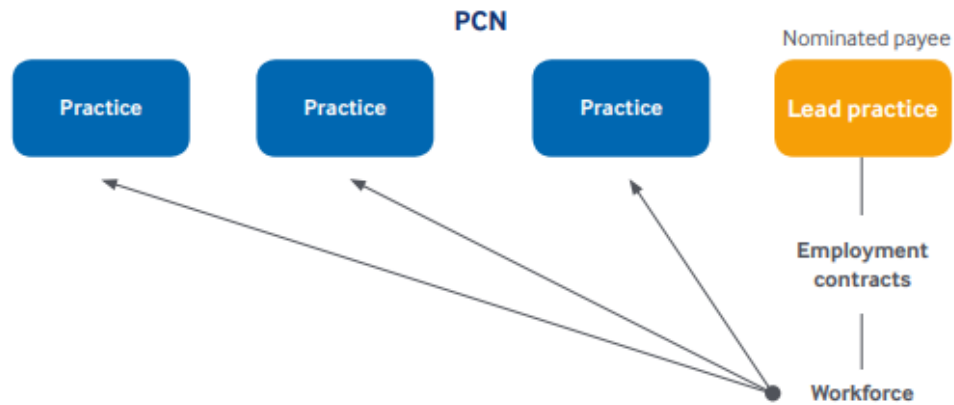 PCN
Nominated payee
Practice
Practice
Practice
Lead practice
Employment
contracts
Workforce